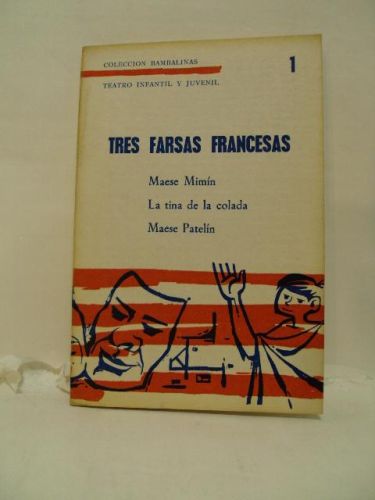 COLECCION BAMBALINAS
1
TEATRO INFANTIL Y JUVENIL
TRES FARSAS FRANCESAS
Maese Mimín
La tina de la colada
Maese Patelín